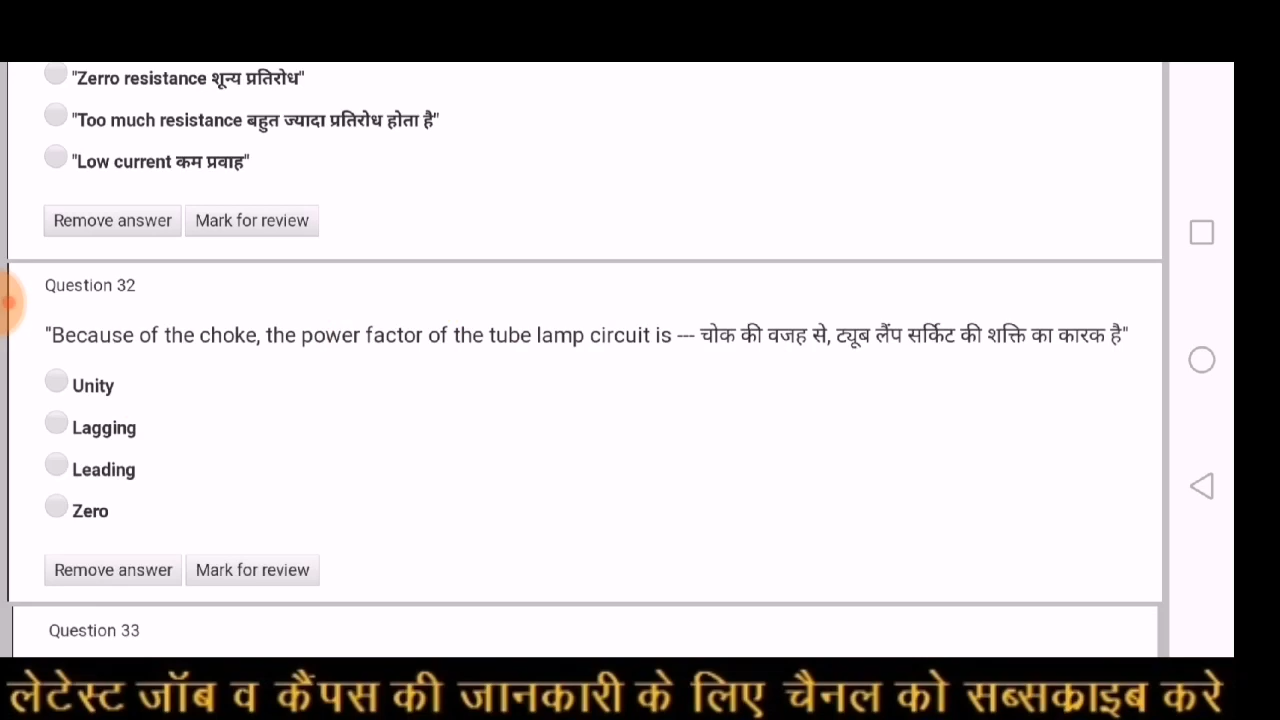 "Zerro resistance शून्य प्रतिरोध"
"Too much resistance बहुत ज्यादा प्रतिरोध होता है"
"Low current कम प्रवाह"
Remove answer Mark for review
Question 32
"Because of the choke, the power factor of the tube lamp circuit is --- चोक की वजह से, ट्यूब लैंप सर्किट की शक्ति का कारक है"
Unity
Lagging
Leading
Zero
Remove answer Mark for review
Question 33
लेटेस्ट जॉब व कैंपस की जानकारी के लिए चैनल को सब्सक्राइब करे